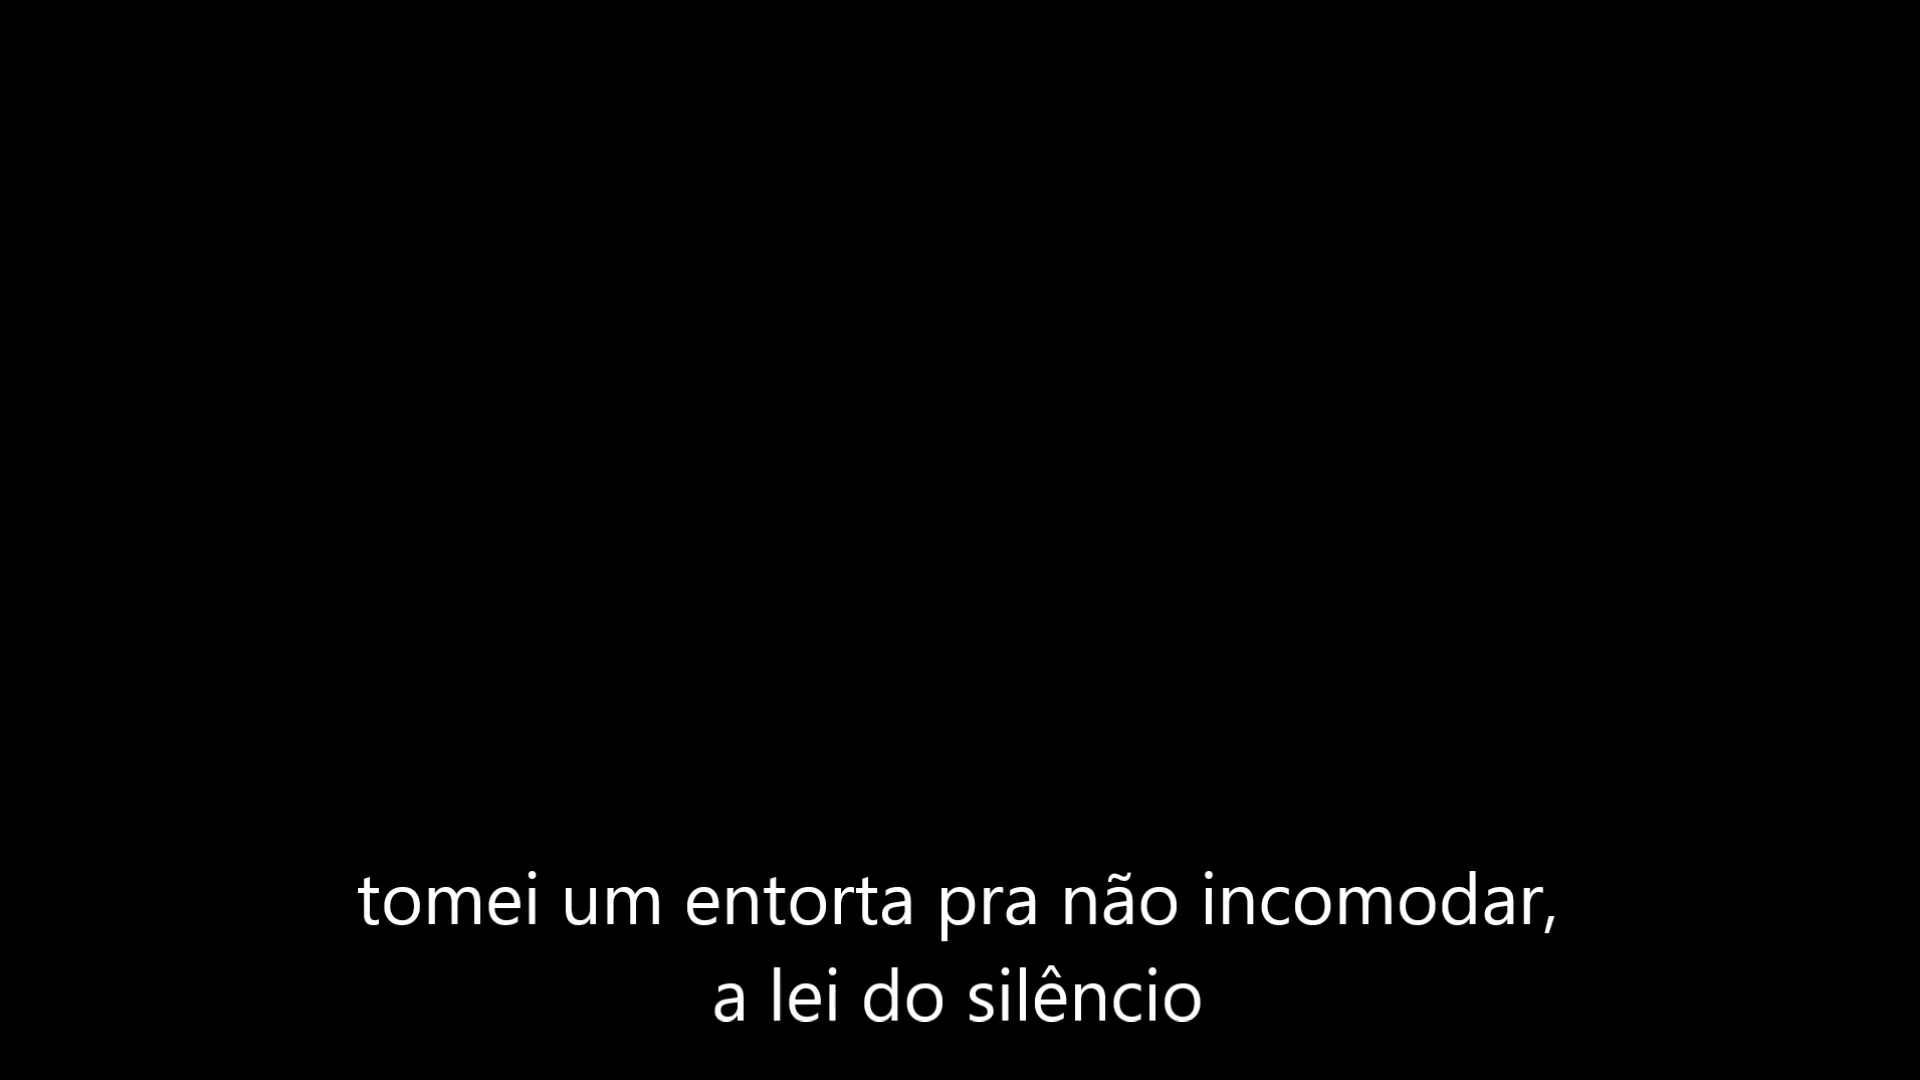 tomei um entorta pra não incomodar,
a lei do silêncio